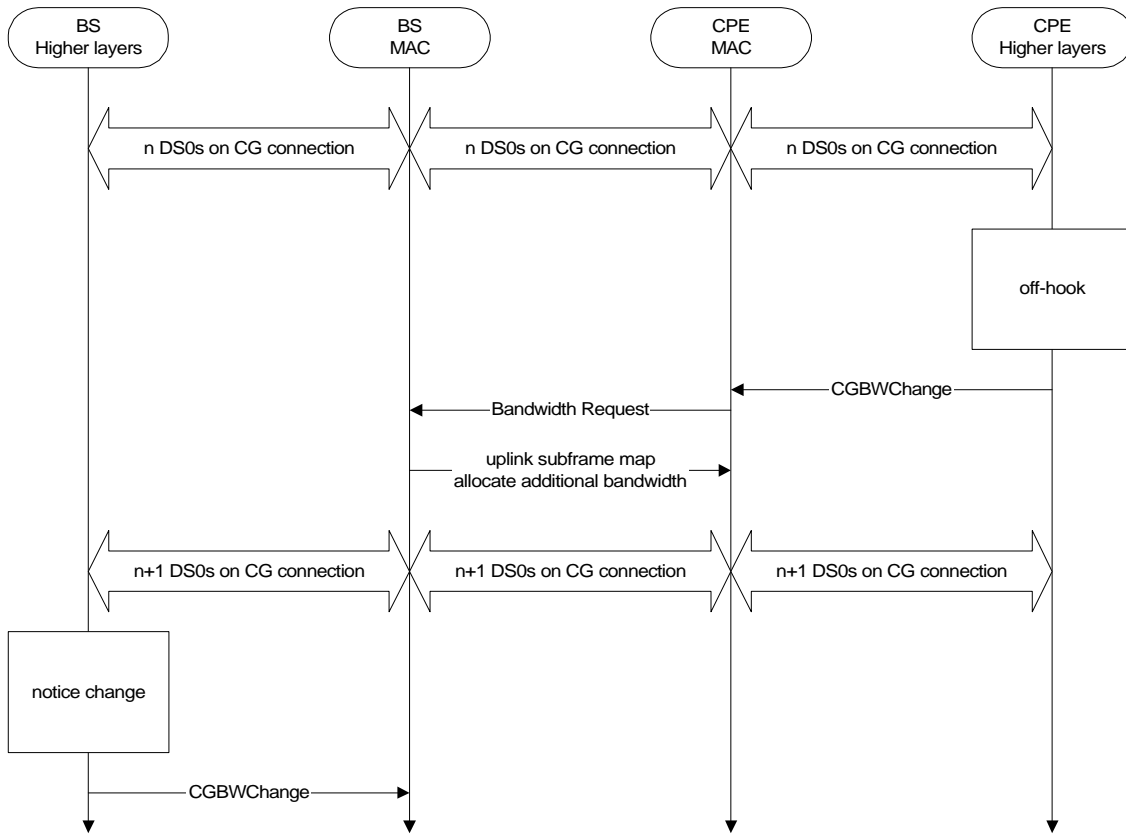 BS
Higher layers
BS
MAC
CPE
MAC
CPE
Higher layers
n DS0s on CG connection
n DS0s on CG connection
n DS0s on CG connection
off-hook
CGBWChange
Bandwidth Request
uplink subframe map
allocate additional bandwidth
n+1 DS0s on CG connection
n+1 DS0s on CG connection
n+1 DS0s on CG connection
notice change
CGBWChange